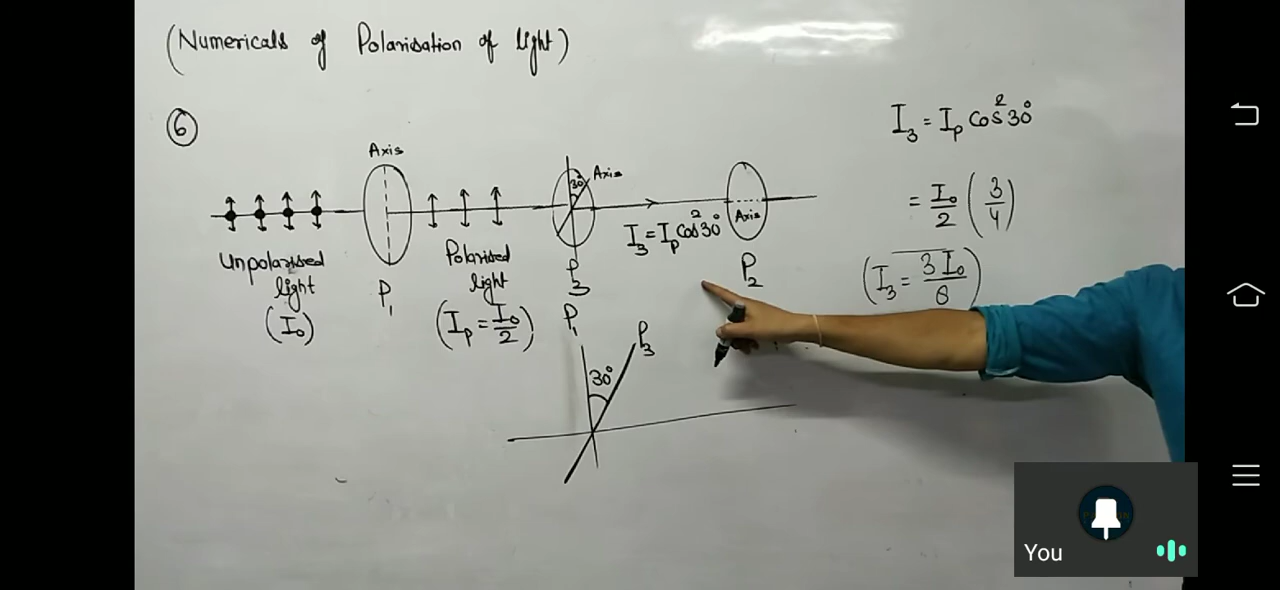 (Numericals of Polarisation of light)
6
Axis
30°
Axis
I₃ = Iₚ Cos²30°
Axis
Unpolarised
light
(I₀)
P₁
Polarised
light
(Iₚ = I₀/2)
P₃
P₂
P₁
P₃
30°
I₃ = Iₚ Cos²30°
= I₀/2 (3/4)
(I₃ = 3I₀/8)
You